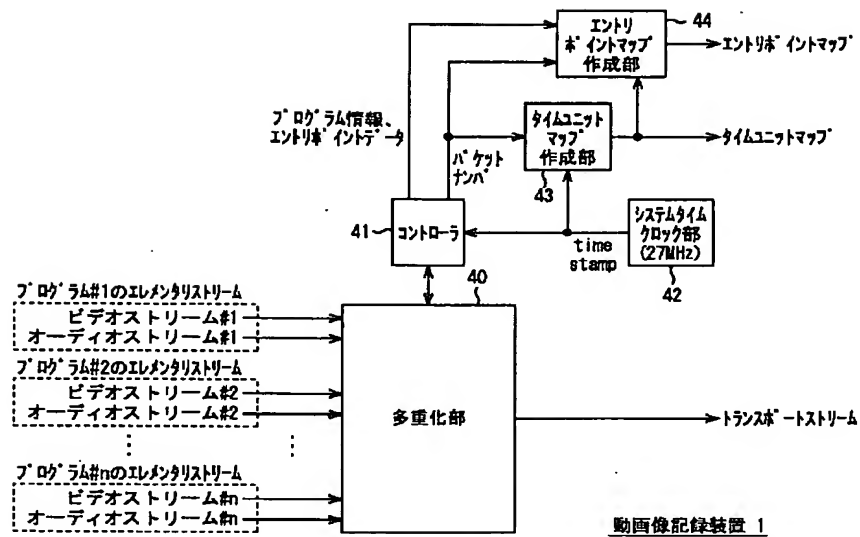 エントリ
ポイントマップ
作成部
44
エントリポイントマップ
プログラム情報、
エントリポイントデータ
パケット
ナンバ
タイムユニット
マップ
作成部
43
タイムユニットマップ
41
コントローラ
time
stamp
システムタイム
クロック部
(27MHz)
42
40
プログラム#1のエレメンタリストリーム
ビデオストリーム#1
オーディオストリーム#1
プログラム#2のエレメンタリストリーム
ビデオストリーム#2
オーディオストリーム#2
プログラム#nのエレメンタリストリーム
ビデオストリーム#n
オーディオストリーム#n
多重化部
トランスポートストリーム
動画像記録装置 1